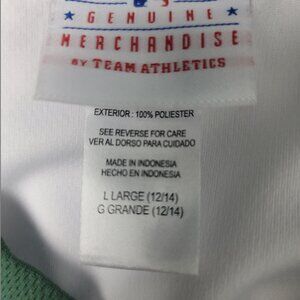 ★ GENUINE ★
MERCHANDISE
BY TEAM ATHLETICS
EXTERIOR: 100% POLIESTER
SEE REVERSE FOR CARE
VER AL DORSO PARA CUIDADO
MADE IN INDONESIA
HECHO EN INDONESIA
L LARGE (12/14)
G GRANDE (12/14)